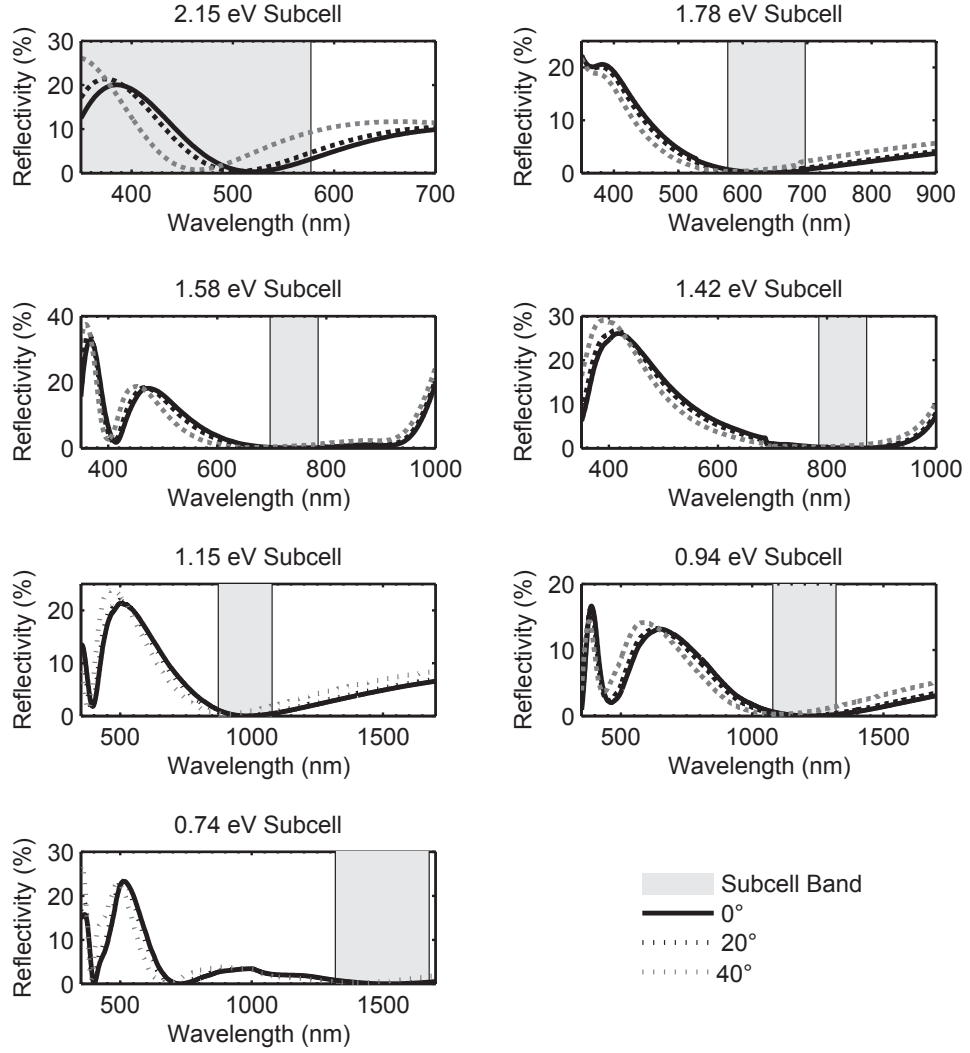 2.15 eV Subcell
Reflectivity (%)
30
20
10
0
400 500 600 700
Wavelength (nm)
1.78 eV Subcell
Reflectivity (%)
20
10
0
400 500 600 700 800 900
Wavelength (nm)
1.58 eV Subcell
Reflectivity (%)
40
20
0
400 600 800 1000
Wavelength (nm)
1.42 eV Subcell
Reflectivity (%)
30
20
10
0
400 600 800 1000
Wavelength (nm)
1.15 eV Subcell
Reflectivity (%)
20
10
0
500 1000 1500
Wavelength (nm)
0.94 eV Subcell
Reflectivity (%)
20
10
0
500 1000 1500
Wavelength (nm)
0.74 eV Subcell
Reflectivity (%)
30
20
10
0
500 1000 1500
Wavelength (nm)
Subcell Band
0°
20°
40°